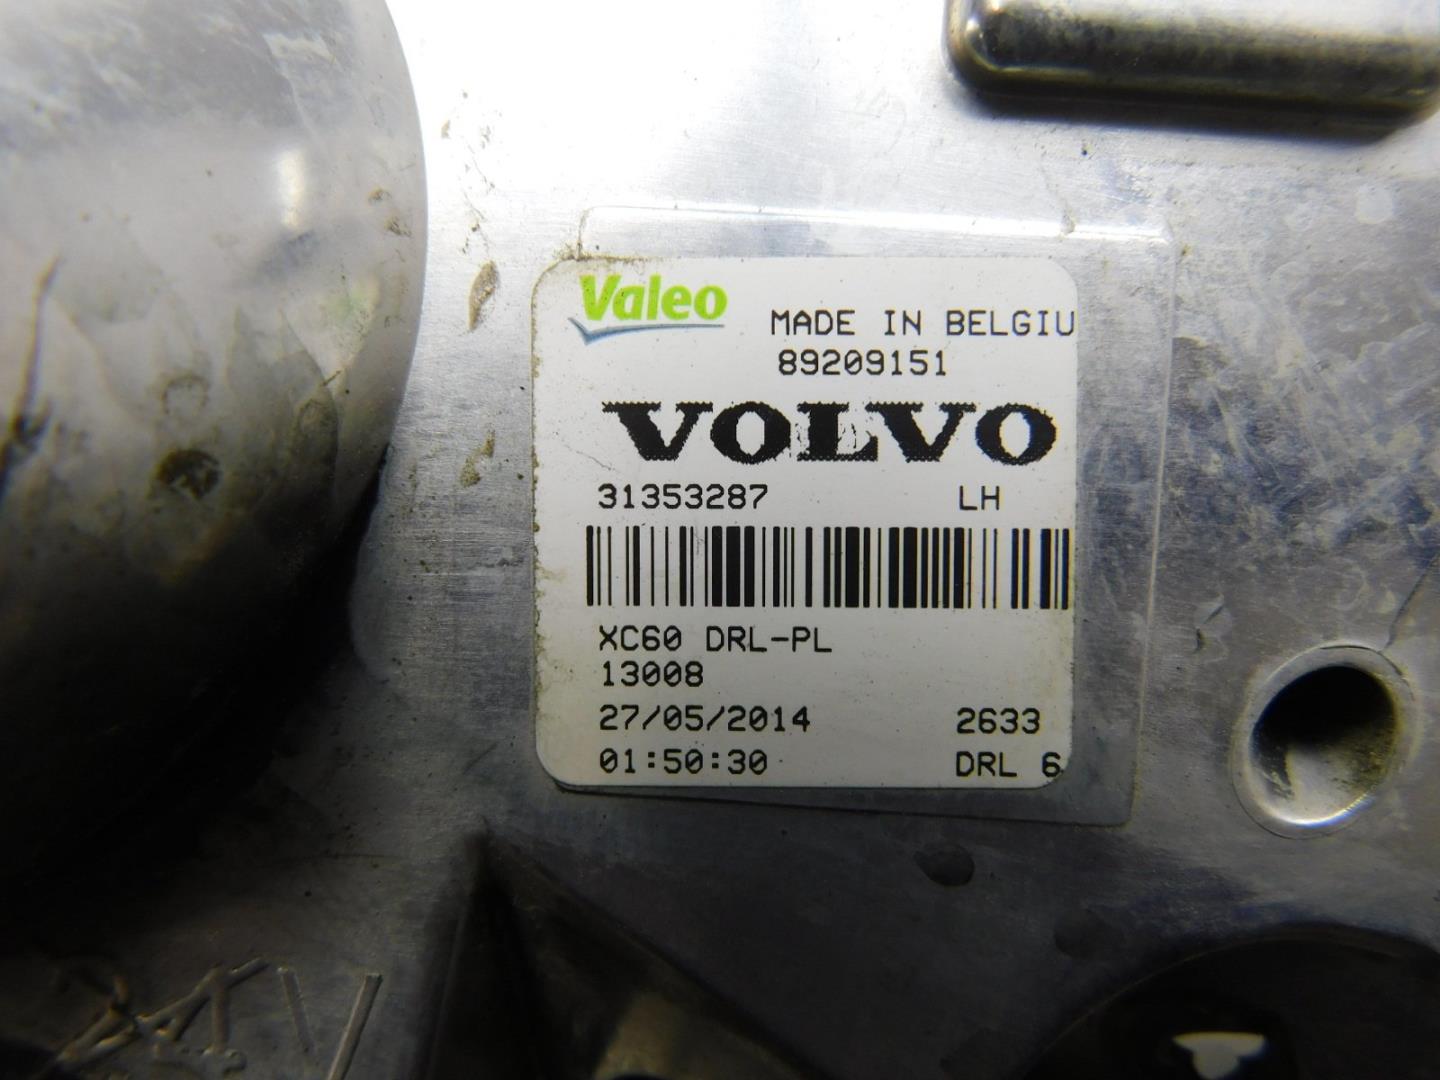 Valeo
MADE IN BELGIU
89209151
VOLVO
31353287 LH
XC60 DRL-PL
13008
27/05/2014 2633
01:50:30 DRL 6